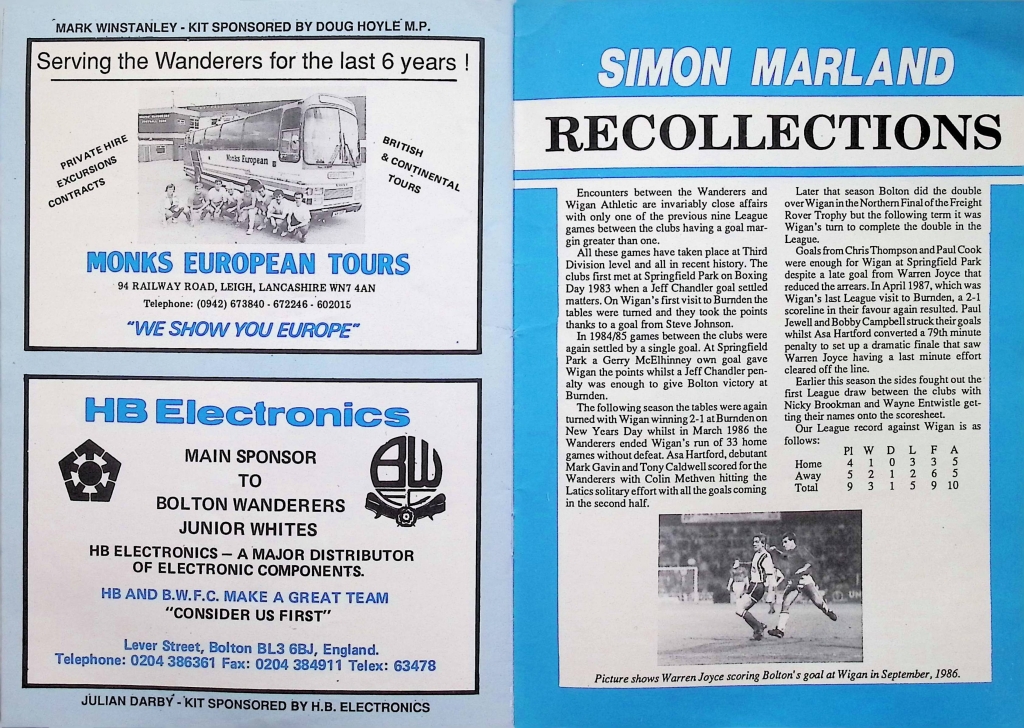 MARK WINSTANLEY - KIT SPONSORED BY DOUG HOYLE M.P.
Serving the Wanderers for the last 6 years !
PRIVATE HIRE
EXCURSIONS
CONTRACTS
Monks European
BRITISH
& CONTINENTAL
TOURS
MONKS EUROPEAN TOURS
94 RAILWAY ROAD, LEIGH, LANCASHIRE WN7 4AN
Telephone: (0942) 673840 - 672246 - 602015
"WE SHOW YOU EUROPE"
HB Electronics
MAIN SPONSOR
TO
BOLTON WANDERERS
JUNIOR WHITES
BW
HB ELECTRONICS – A MAJOR DISTRIBUTOR
OF ELECTRONIC COMPONENTS.
HB AND B.W.F.C. MAKE A GREAT TEAM
"CONSIDER US FIRST"
Lever Street, Bolton BL3 6BJ, England.
Telephone: 0204 386361 Fax: 0204 384911 Telex: 63478
JULIAN DARBY - KIT SPONSORED BY H.B. ELECTRONICS
SIMON MARLAND
RECOLLECTIONS
Encounters between the Wanderers and
Wigan Athletic are invariably close affairs
with only one of the previous nine League
games between the clubs having a goal mar-
gin greater than one.
All these games have taken place at Third
Division level and all in recent history. The
clubs first met at Springfield Park on Boxing
Day 1983 when a Jeff Chandler goal settled
matters. On Wigan's first visit to Burnden the
tables were turned and they took the points
thanks to a goal from Steve Johnson.
In 1984/85 games between the clubs were
again settled by a single goal. At Springfield
Park a Gerry McElhinney own goal gave
Wigan the points whilst a Jeff Chandler pen-
alty was enough to give Bolton victory at
Burnden.
The following season the tables were again
turned with Wigan winning 2-1 at Burnden on
New Years Day whilst in March 1986 the
Wanderers ended Wigan's run of 33 home
games without defeat. Asa Hartford, debutant
Mark Gavin and Tony Caldwell scored for the
Wanderers with Colin Methven hitting the
Latics solitary effort with all the goals coming
in the second half.
Later that season Bolton did the double
over Wigan in the Northern Final of the Freight
Rover Trophy but the following term it was
Wigan's turn to complete the double in the
League.
Goals from Chris Thompson and Paul Cook
were enough for Wigan at Springfield Park
despite a late goal from Warren Joyce that
reduced the arrears. In April 1987, which was
Wigan's last League visit to Burnden, a 2-1
scoreline in their favour again resulted. Paul
Jewell and Bobby Campbell struck their goals
whilst Asa Hartford converted a 79th minute
penalty to set up a dramatic finale that saw
Warren Joyce having a last minute effort
cleared off the line.
Earlier this season the sides fought out the
first League draw between the clubs with
Nicky Brookman and Wayne Entwistle get-
ting their names onto the scoresheet.
Our League record against Wigan is as
follows:
Pl W D L F A
Home 4 1 0 3 3 5
Away 5 2 1 2 6 5
Total 9 3 1 5 9 10
Picture shows Warren Joyce scoring Bolton's goal at Wigan in September, 1986.